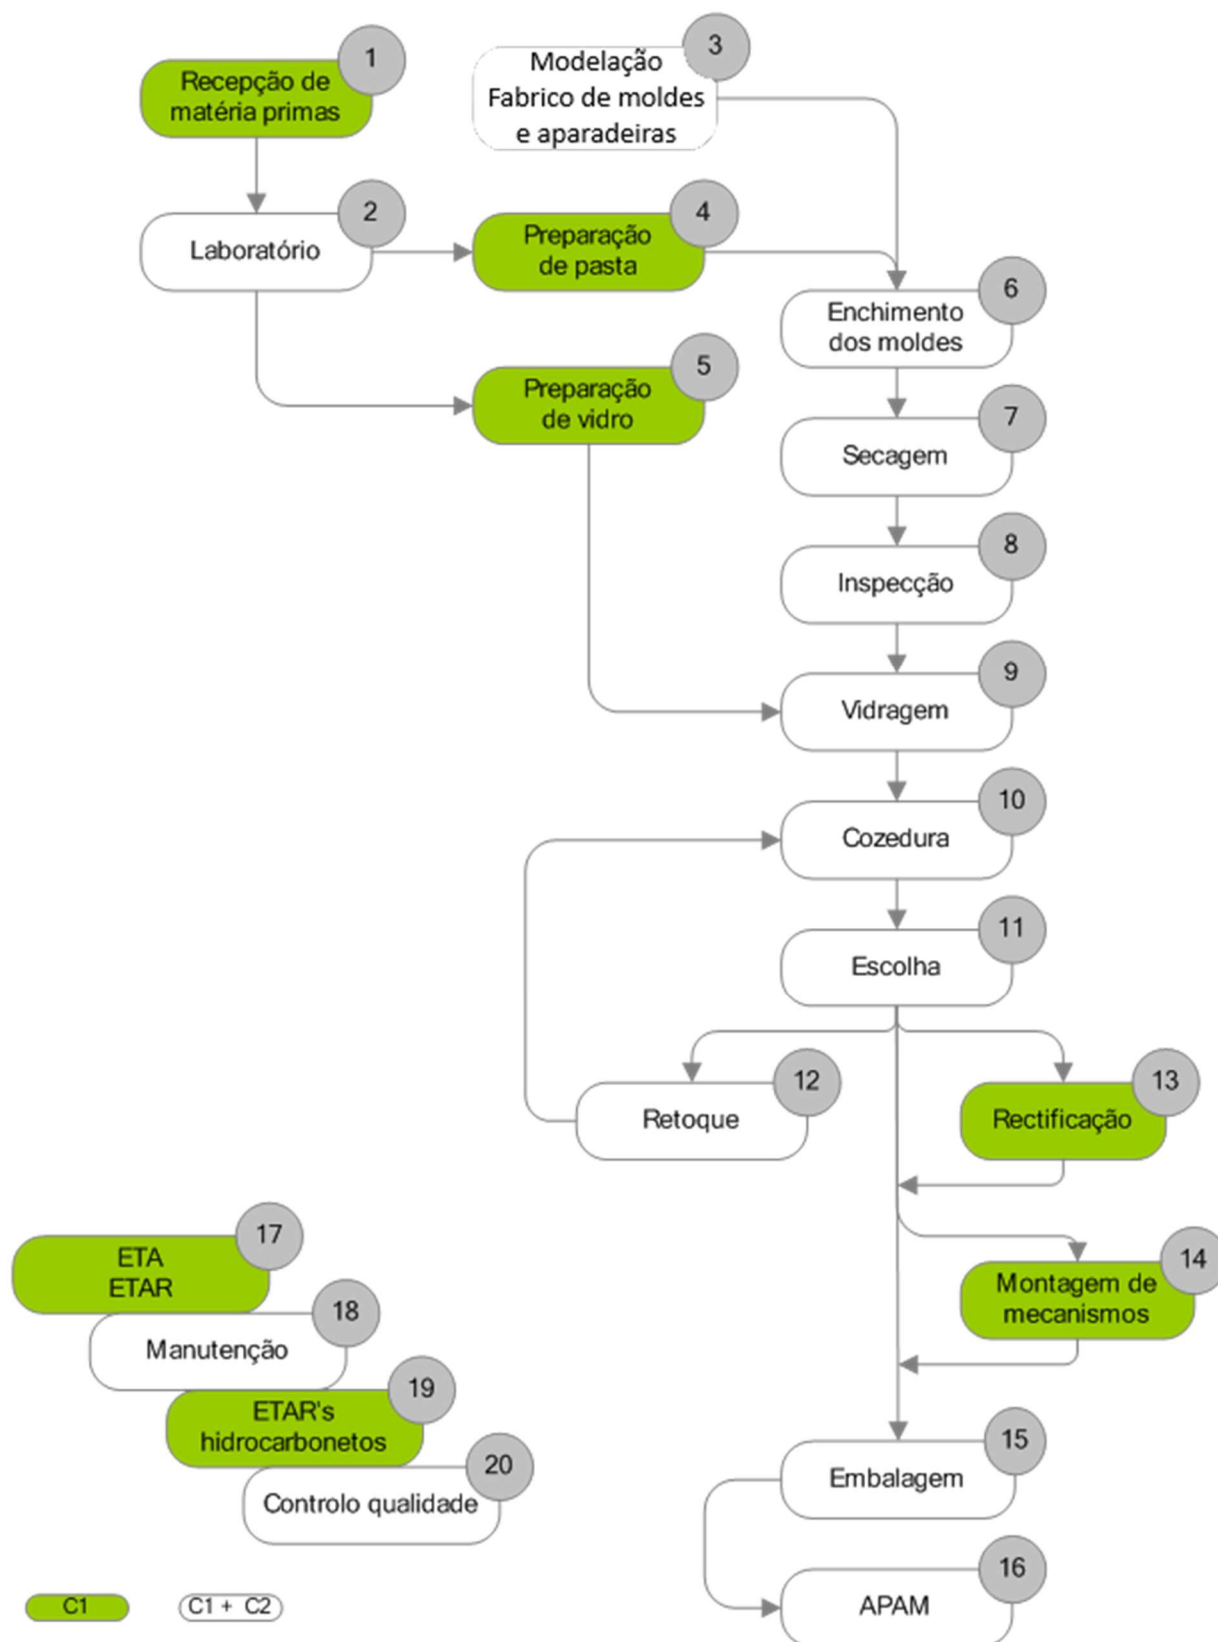 1
Recepção de
matéria primas
3
Modelação
Fabrico de moldes
e aparadeiras
2
Laboratório
4
Preparação
de pasta
6
Enchimento
dos moldes
5
Preparação
de vidro
7
Secagem
8
Inspecção
9
Vidragem
10
Cozedura
11
Escolha
12
Retoque
13
Rectificação
14
Montagem de
mecanismos
17
ETA
ETAR
18
Manutenção
19
ETAR's
hidrocarbonetos
20
Controlo qualidade
15
Embalagem
16
APAM
C1
C1 + C2